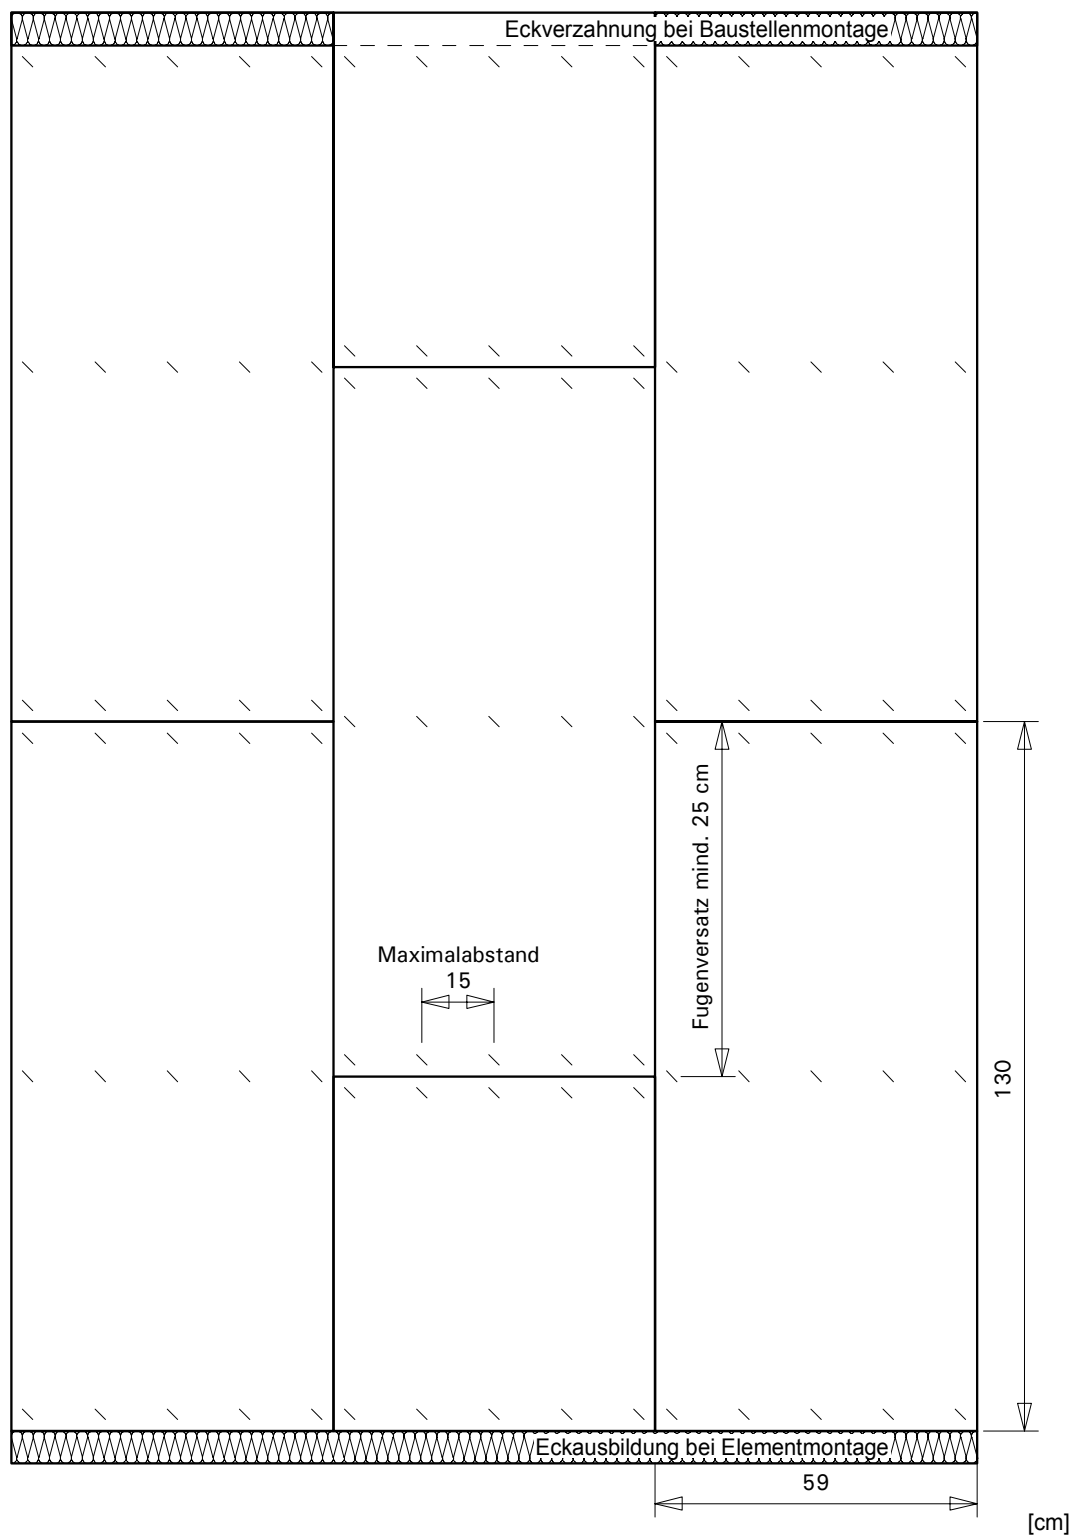 Eckverzahnung bei Baustellenmontage
Fugenversatz mind. 25 cm
Maximalabstand
15
130
Eckausbildung bei Elementmontage
59
[cm]